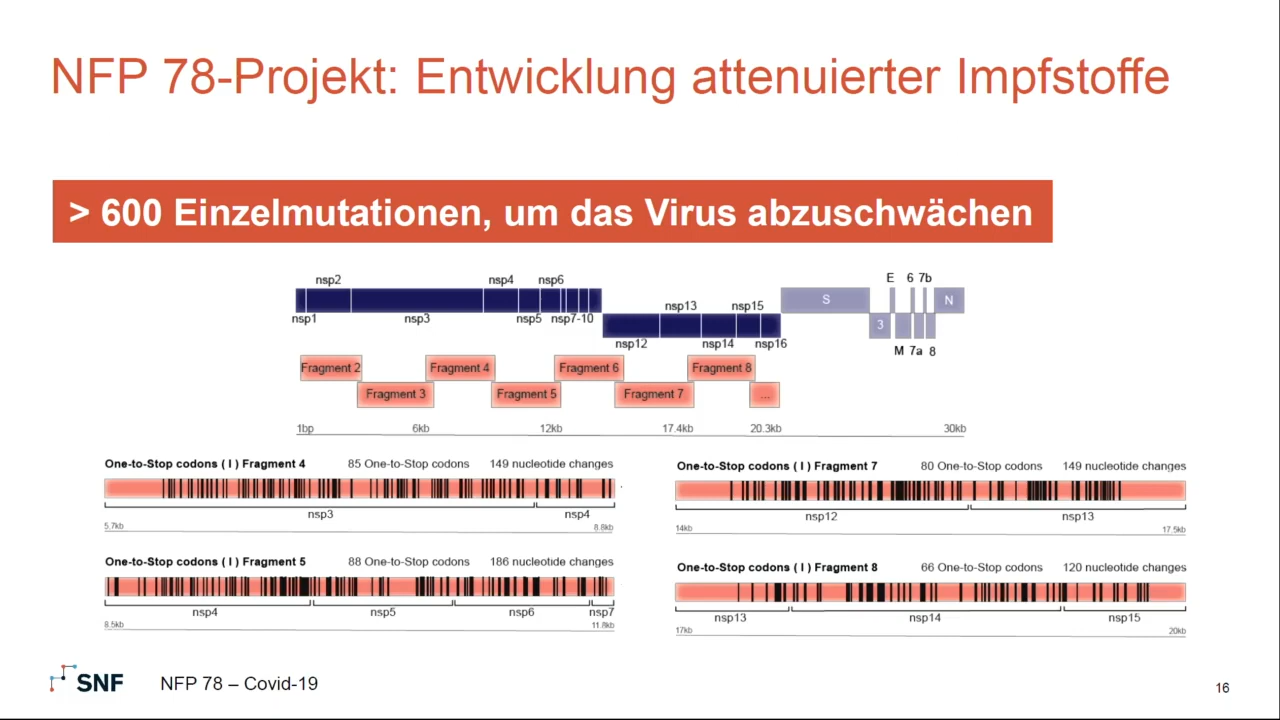 NFP 78-Projekt: Entwicklung attenuierter Impfstoffe
> 600 Einzelmutationen, um das Virus abzuschwächen
nsp2 nsp4 nsp6 E 6 7b
S N
nsp1 nsp3 nsp5 nsp7-10 nsp13 nsp15 3
nsp12 nsp14 nsp16 M 7a 8
Fragment 2 Fragment 4 Fragment 6 Fragment 8
Fragment 3 Fragment 5 Fragment 7 ...
1bp 6kb 12kb 17.4kb 20.3kb 30kb
One-to-Stop codons ( I ) Fragment 4 85 One-to-Stop codons 149 nucleotide changes
nsp3 nsp4
5.7kb 8.8kb
One-to-Stop codons ( I ) Fragment 7 80 One-to-Stop codons 149 nucleotide changes
nsp12 nsp13
14kb 17.5kb
One-to-Stop codons ( I ) Fragment 5 88 One-to-Stop codons 186 nucleotide changes
nsp4 nsp5 nsp6 nsp7
8.5kb 11.8kb
One-to-Stop codons ( I ) Fragment 8 66 One-to-Stop codons 120 nucleotide changes
nsp13 nsp14 nsp15
17kb 20kb
SNF NFP 78 – Covid-19 16